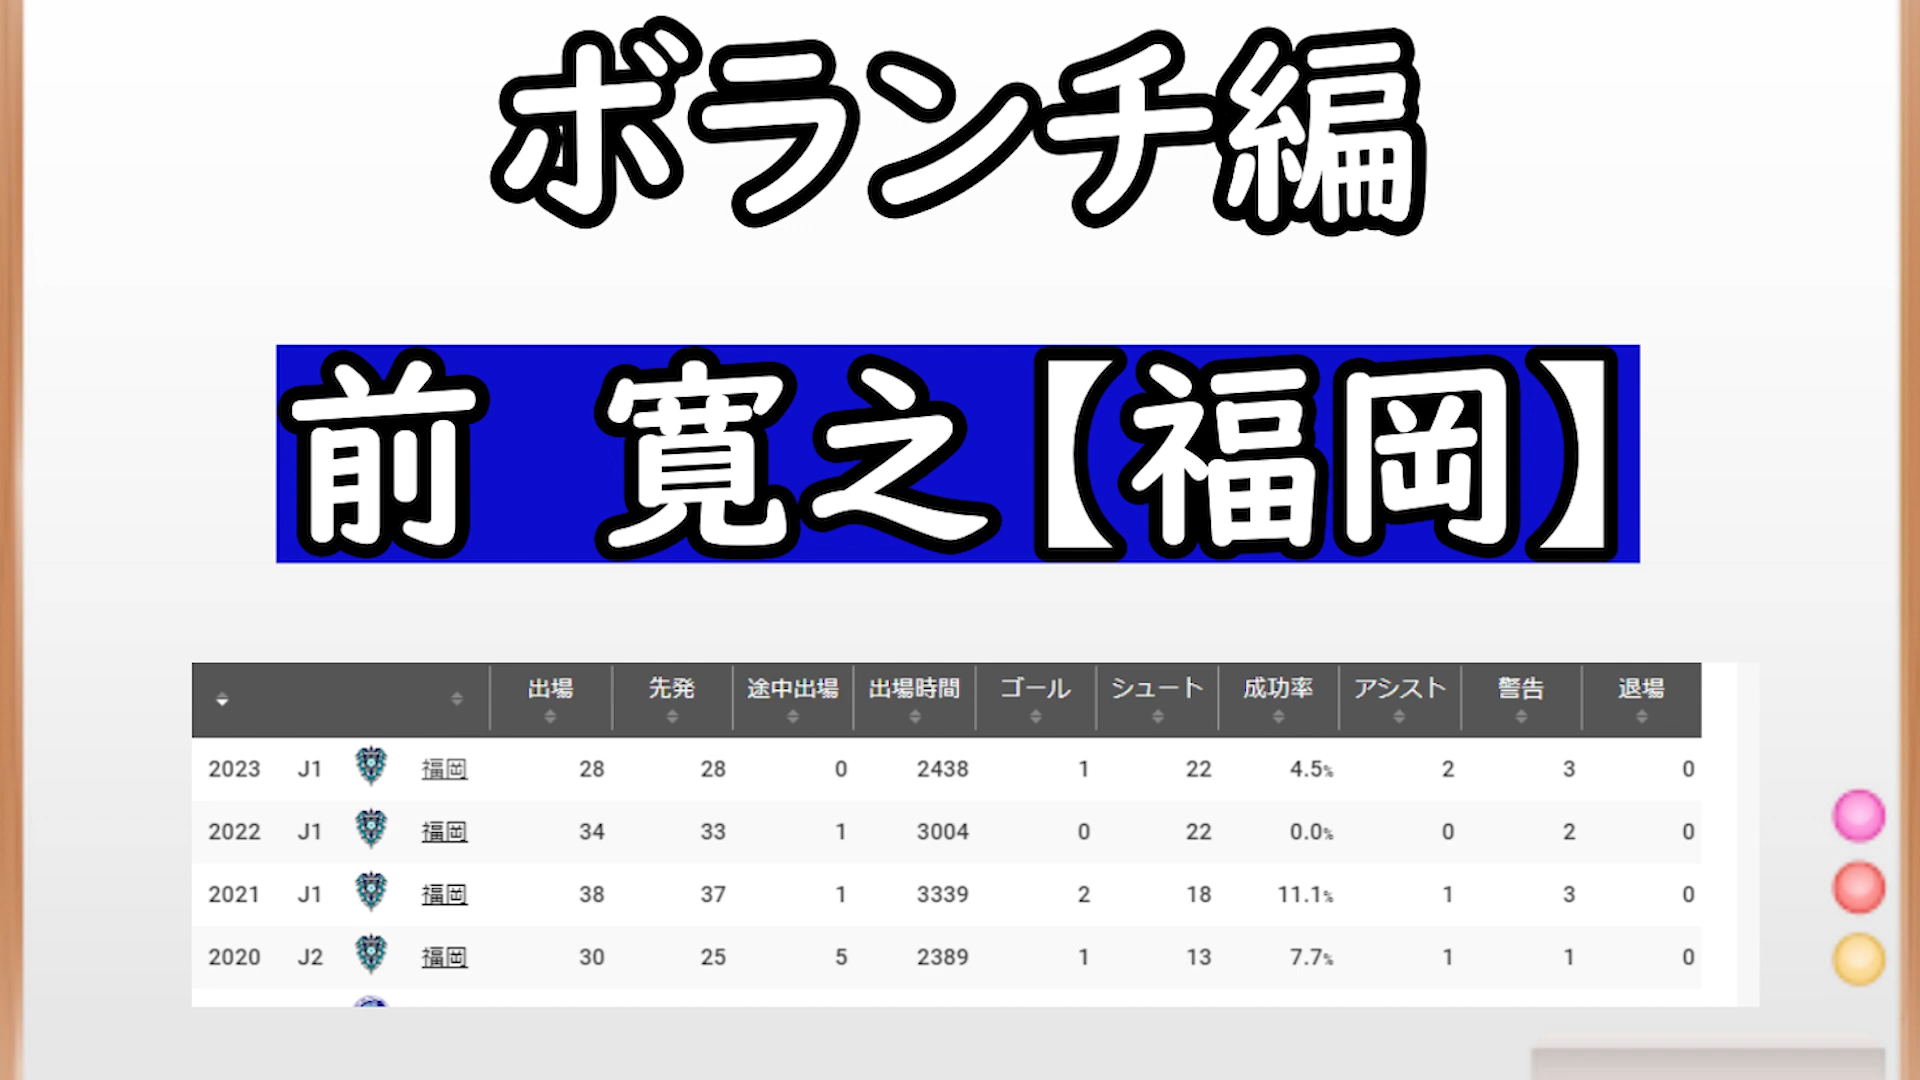 ボランチ編
前 寛之【福岡】
出場 先発 途中出場 出場時間 ゴール シュート 成功率 アシスト 警告 退場
2023 J1 福岡 28 28 0 2438 1 22 4.5% 2 3 0
2022 J1 福岡 34 33 1 3004 0 22 0.0% 0 2 0
2021 J1 福岡 38 37 1 3339 2 18 11.1% 1 3 0
2020 J2 福岡 30 25 5 2389 1 13 7.7% 1 1 0